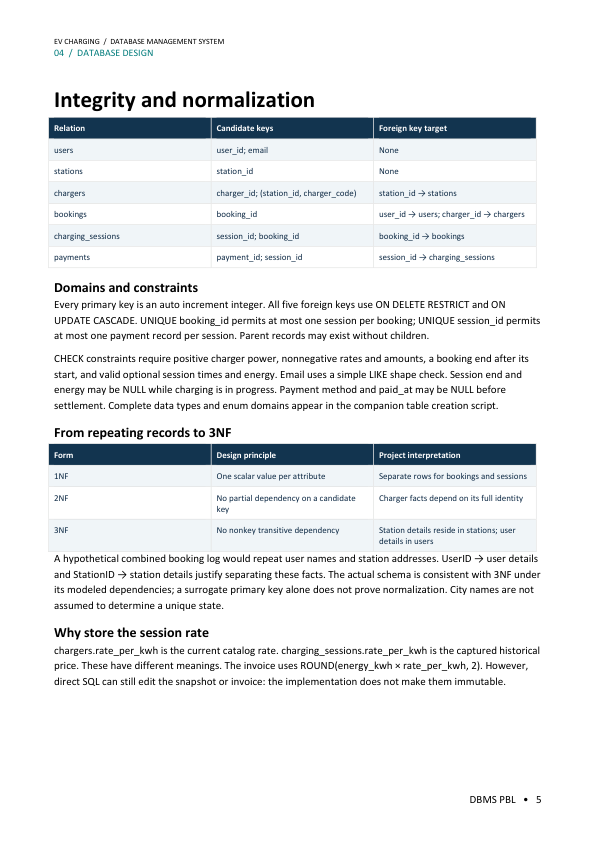 EV CHARGING / DATABASE MANAGEMENT SYSTEM
04 / DATABASE DESIGN
Integrity and normalization
Relation Candidate keys Foreign key target
users user_id; email None
stations station_id None
chargers charger_id; (station_id, charger_code) station_id → stations
bookings booking_id user_id → users; charger_id → chargers
charging_sessions session_id; booking_id booking_id → bookings
payments payment_id; session_id session_id → charging_sessions
Domains and constraints
Every primary key is an auto increment integer. All five foreign keys use ON DELETE RESTRICT and ON
UPDATE CASCADE. UNIQUE booking_id permits at most one session per booking; UNIQUE session_id permits
at most one payment record per session. Parent records may exist without children.
CHECK constraints require positive charger power, nonnegative rates and amounts, a booking end after its
start, and valid optional session times and energy. Email uses a simple LIKE shape check. Session end and
energy may be NULL while charging is in progress. Payment method and paid_at may be NULL before
settlement. Complete data types and enum domains appear in the companion table creation script.
From repeating records to 3NF
Form Design principle Project interpretation
1NF One scalar value per attribute Separate rows for bookings and sessions
2NF No partial dependency on a candidate Charger facts depend on its full identity
key
3NF No nonkey transitive dependency Station details reside in stations; user
details in users
A hypothetical combined booking log would repeat user names and station addresses. UserID → user details
and StationID → station details justify separating these facts. The actual schema is consistent with 3NF under
its modeled dependencies; a surrogate primary key alone does not prove normalization. City names are not
assumed to determine a unique state.
Why store the session rate
chargers.rate_per_kwh is the current catalog rate. charging_sessions.rate_per_kwh is the captured historical
price. These have different meanings. The invoice uses ROUND(energy_kwh × rate_per_kwh, 2). However,
direct SQL can still edit the snapshot or invoice: the implementation does not make them immutable.
DBMS PBL • 5